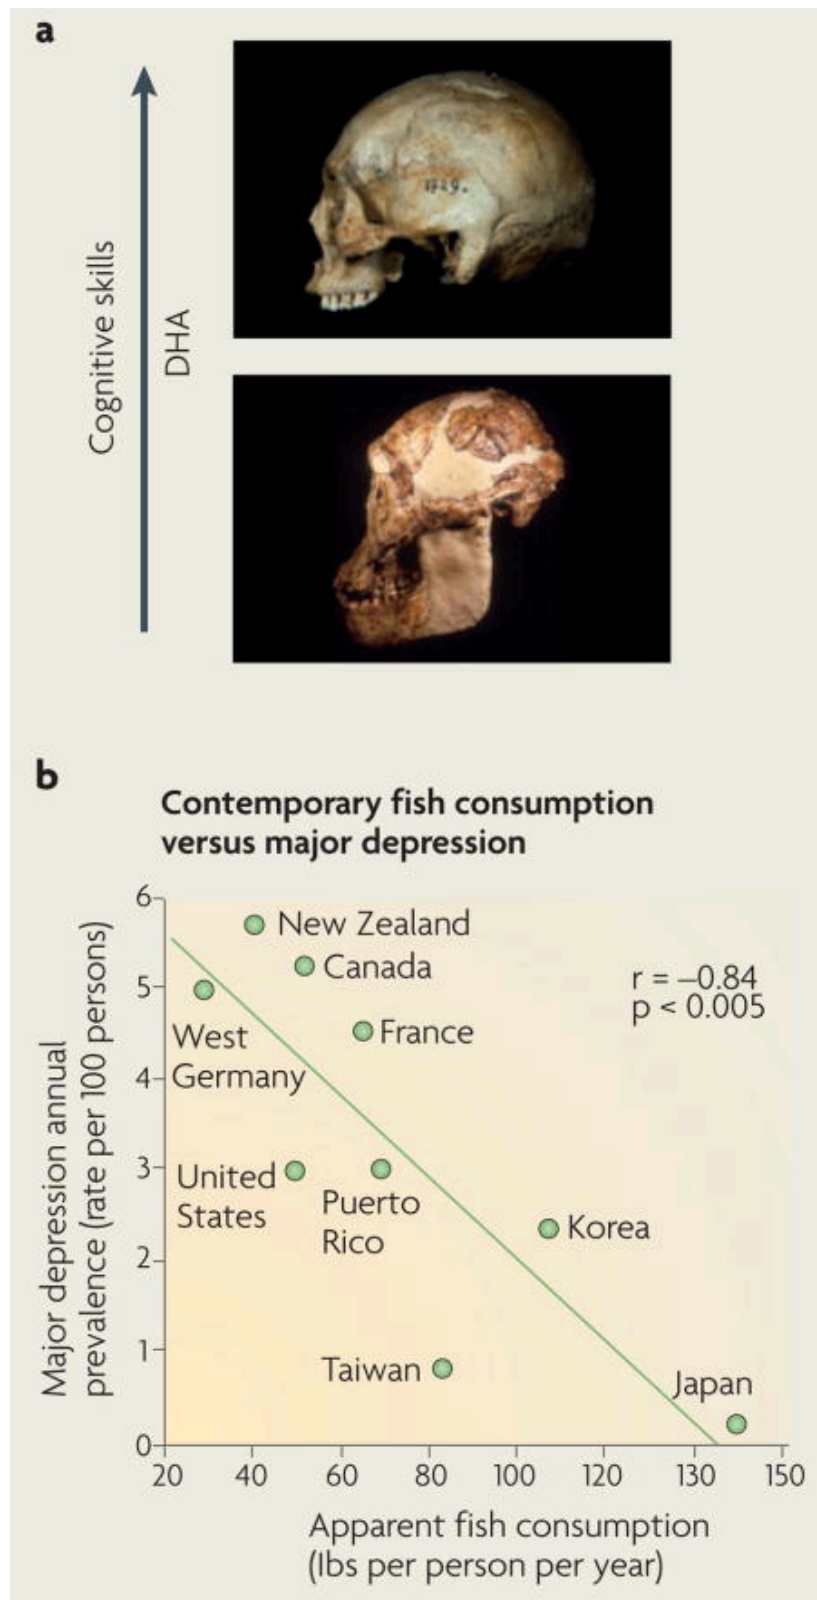 a
Cognitive skills
DHA
1729.
b
Contemporary fish consumption
versus major depression
Major depression annual
prevalence (rate per 100 persons)
6
5
4
3
2
1
0
New Zealand
Canada
r = –0.84
p < 0.005
West
Germany
France
United
States
Puerto
Rico
Korea
Taiwan
Japan
20 40 60 80 100 120 130 150
Apparent fish consumption
(lbs per person per year)